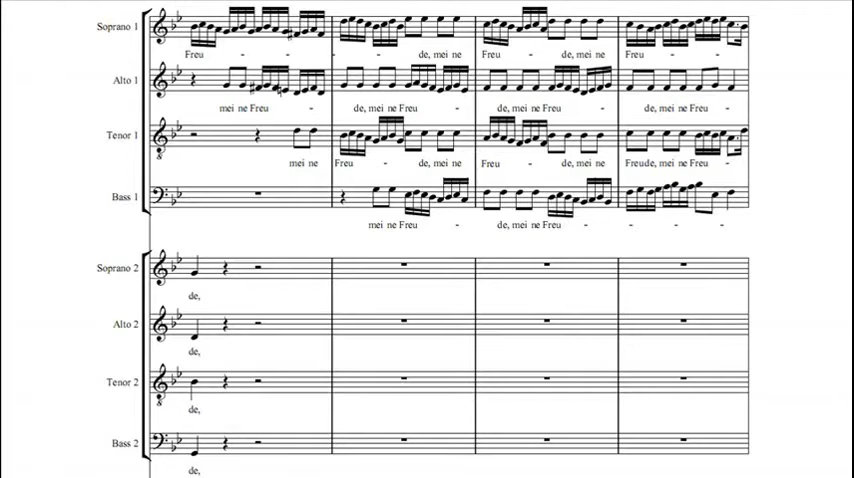 Soprano 1
Freu - - - de, mei ne Freu - de, mei ne Freu - -
Alto 1
mei ne Freu - de, mei ne Freu - de, mei ne Freu - de, mei ne Freu -
Tenor 1
mei ne Freu - de, mei ne Freu - de, mei ne Freude, mei ne Freu -
Bass 1
mei ne Freu - de, mei ne Freu - - - -
Soprano 2
de,
Alto 2
de,
Tenor 2
de,
Bass 2
de,